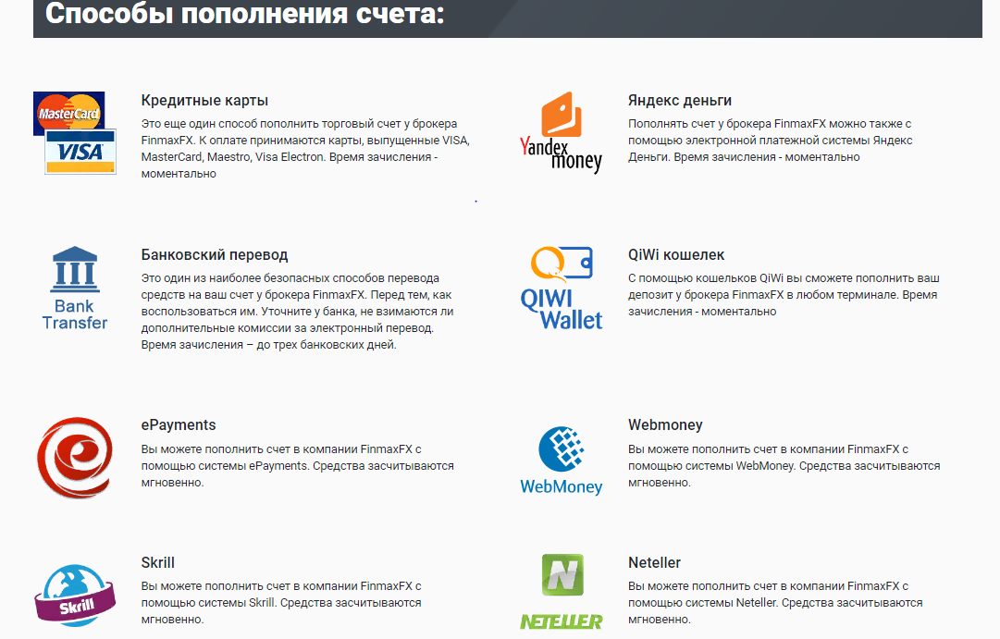 Способы пополнения счета:
MasterCard
VISA
Кредитные карты
Это еще один способ пополнить торговый счет у брокера
FinmaxFX. К оплате принимаются карты, выпущенные VISA,
MasterCard, Maestro, Visa Electron. Время зачисления -
моментально
Yandex
money
Яндекс деньги
Пополнять счет у брокера FinmaxFX можно также с
помощью электронной платежной системы Яндекс
Деньги. Время зачисления - моментально
Bank
Transfer
Банковский перевод
Это один из наиболее безопасных способов перевода
средств на ваш счет у брокера FinmaxFX. Перед тем, как
воспользоваться им. Уточните у банка, не взимаются ли
дополнительные комиссии за электронный перевод.
Время зачисления – до трех банковских дней.
QIWI
Wallet
QiWi кошелек
С помощью кошельков QiWi вы сможете пополнить ваш
депозит у брокера FinmaxFX в любом терминале. Время
зачисления - моментально
ePayments
Вы можете пополнить счет в компании FinmaxFX с
помощью системы ePayments. Средства засчитываются
мгновенно.
WebMoney
Webmoney
Вы можете пополнить счет в компании FinmaxFX с
помощью системы WebMoney. Средства засчитываются
мгновенно.
Skrill
Skrill
Вы можете пополнить счет в компании FinmaxFX с
помощью системы Skrill. Средства засчитываются
мгновенно.
N
NETELLER
Neteller
Вы можете пополнить счет в компании FinmaxFX с
помощью системы Neteller. Средства засчитываются
мгновенно.